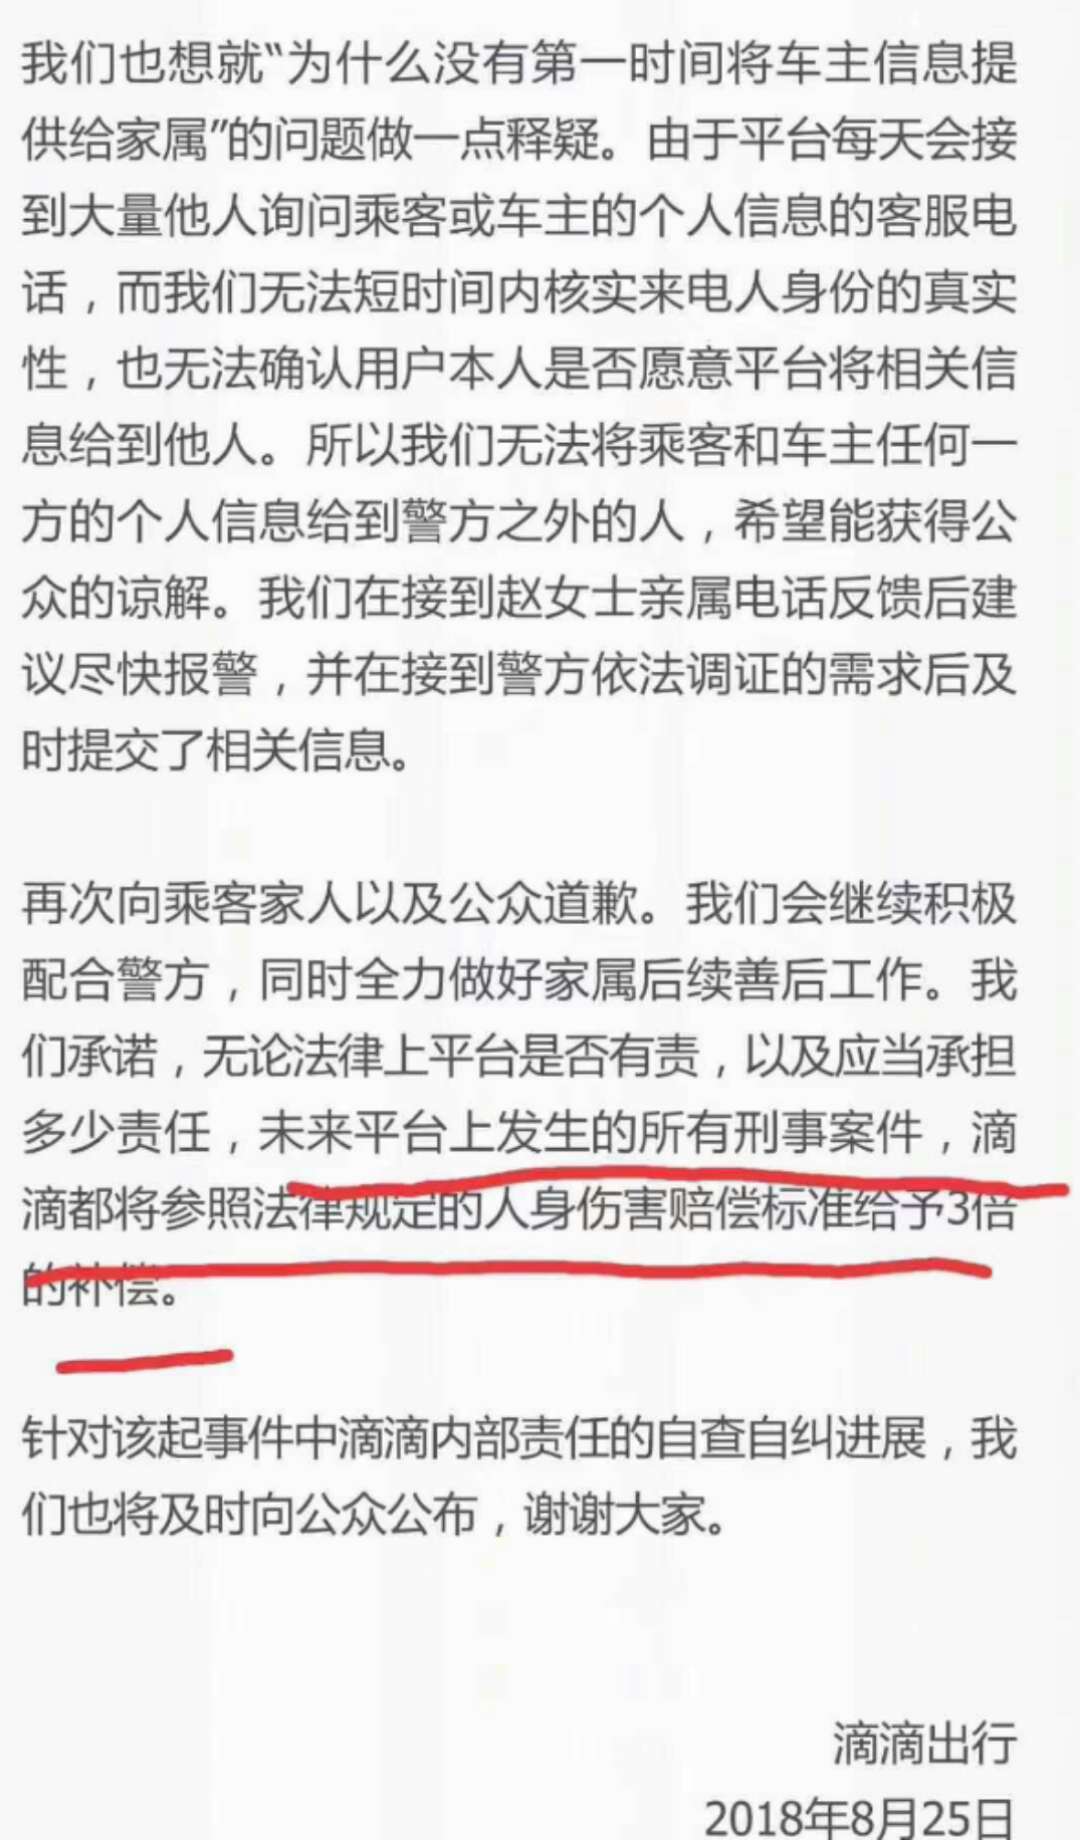 我们也想就“为什么没有第一时间将车主信息提
供给家属”的问题做一点释疑。由于平台每天会接
到大量他人询问乘客或车主的个人信息的客服电
话，而我们无法短时间内核实来电人身份的真实
性，也无法确认用户本人是否愿意平台将相关信
息给到他人。所以我们无法将乘客和车主任何一
方的个人信息给到警方之外的人，希望能获得公
众的谅解。我们在接到赵女士亲属电话反馈后建
议尽快报警，并在接到警方依法调证的需求后及
时提交了相关信息。
再次向乘客家人以及公众道歉。我们会继续积极
配合警方，同时全力做好家属后续善后工作。我
们承诺，无论法律上平台是否有责，以及应当承担
多少责任，未来平台上发生的所有刑事案件，滴
滴都将参照法律规定的人身伤害赔偿标准给予3倍
的补偿。
针对该起事件中滴滴内部责任的自查自纠进展，我
们也将及时向公众公布，谢谢大家。
滴滴出行
2018年8月25日